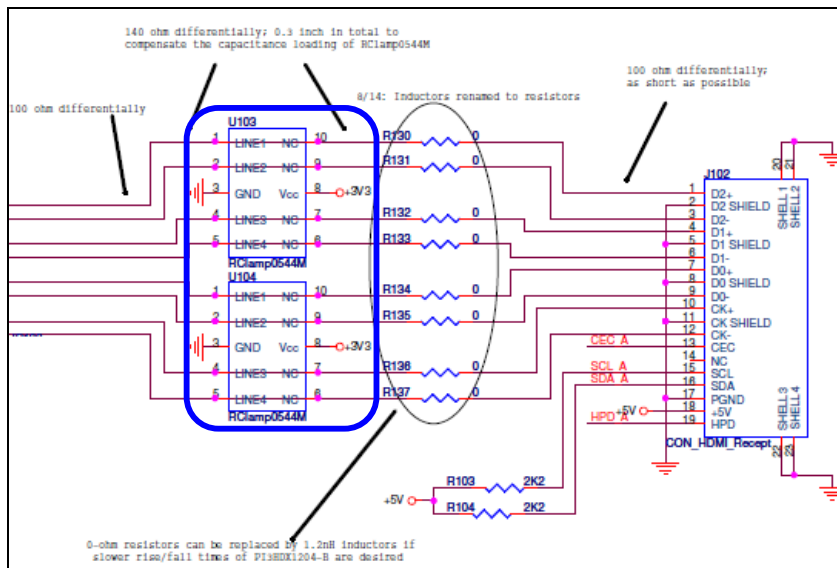 140 ohm differentially; 0.3 inch in total to
compensate the capacitance loading of RClamp0544M
100 ohm differentially;
as short as possible
8/14: Inductors renamed to resistors
100 ohm differentially
U103
1 LINE1 NC 10
2 LINE2 NC 9
3 GND Vcc 8 +3V3
4 LINE3 NC 7
5 LINE4 NC 6
RClamp0544M
U104
1 LINE1 NC 10
2 LINE2 NC 9
3 GND Vcc 8 +3V3
4 LINE3 NC 7
5 LINE4 NC 6
RClamp0544M
R130 0
R131 0
R132 0
R133 0
R134 0
R135 0
R136 0
R137 0
J102
20 21
SHELL1
SHELL2
1 D2+
2 D2 SHIELD
3 D2-
4 D1+
5 D1 SHIELD
6 D1-
7 D0+
8 D0 SHIELD
9 D0-
10 CK+
11 CK SHIELD
12 CK-
CEC_A 13 CEC
14 NC
SCL_A 15 SCL
SDA_A 16 SDA
17 PGND
+5V 18 +5V
HPD_A 19 HPD
SHELL3
SHELL4
22 23
CON_HDMI_Recept
R103 2K2
+5V
R104 2K2
0-ohm resistors can be replaced by 1.2nH inductors if
slower rise/fall times of PI3HDX1204-B are desired